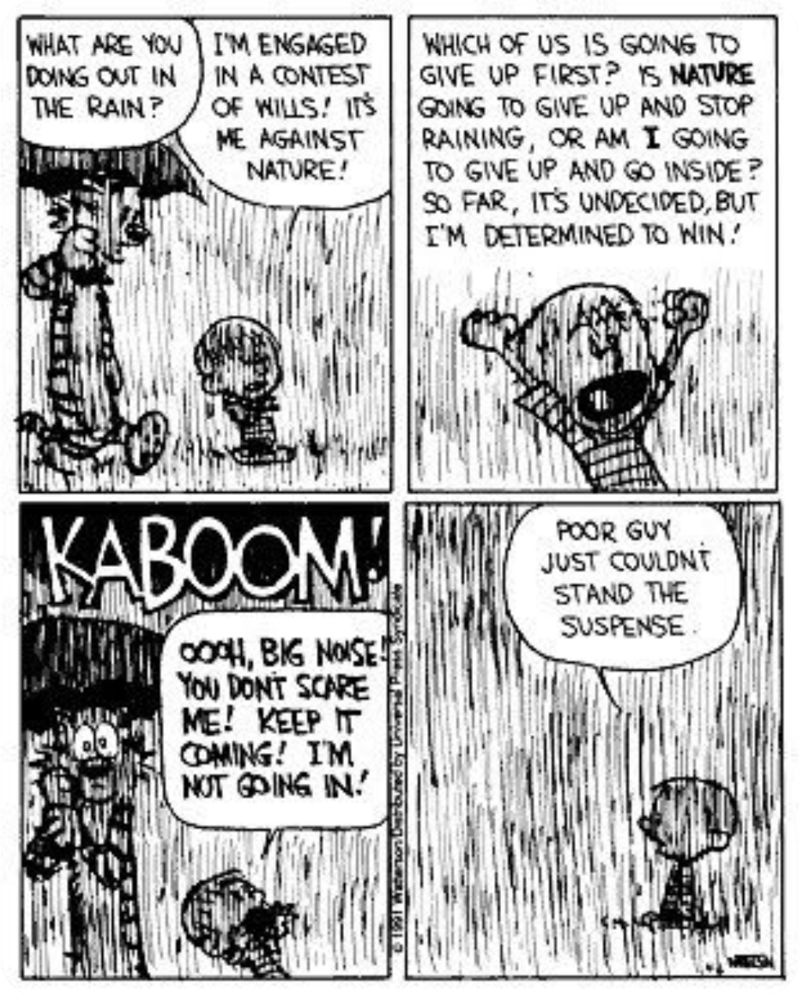 WHAT ARE YOU
DOING OUT IN
THE RAIN?
I'M ENGAGED
IN A CONTEST
OF WILLS! IT'S
ME AGAINST
NATURE!
WHICH OF US IS GOING TO
GIVE UP FIRST? IS NATURE
GOING TO GIVE UP AND STOP
RAINING, OR AM I GOING
TO GIVE UP AND GO INSIDE?
SO FAR, IT'S UNDECIDED, BUT
I'M DETERMINED TO WIN!
KABOOM!
OOOH, BIG NOISE!
YOU DON'T SCARE
ME! KEEP IT
COMING! I'M
NOT GOING IN!
© 1991 Watterson Distributed by Universal Press Syndicate
POOR GUY
JUST COULDN'T
STAND THE
SUSPENSE.